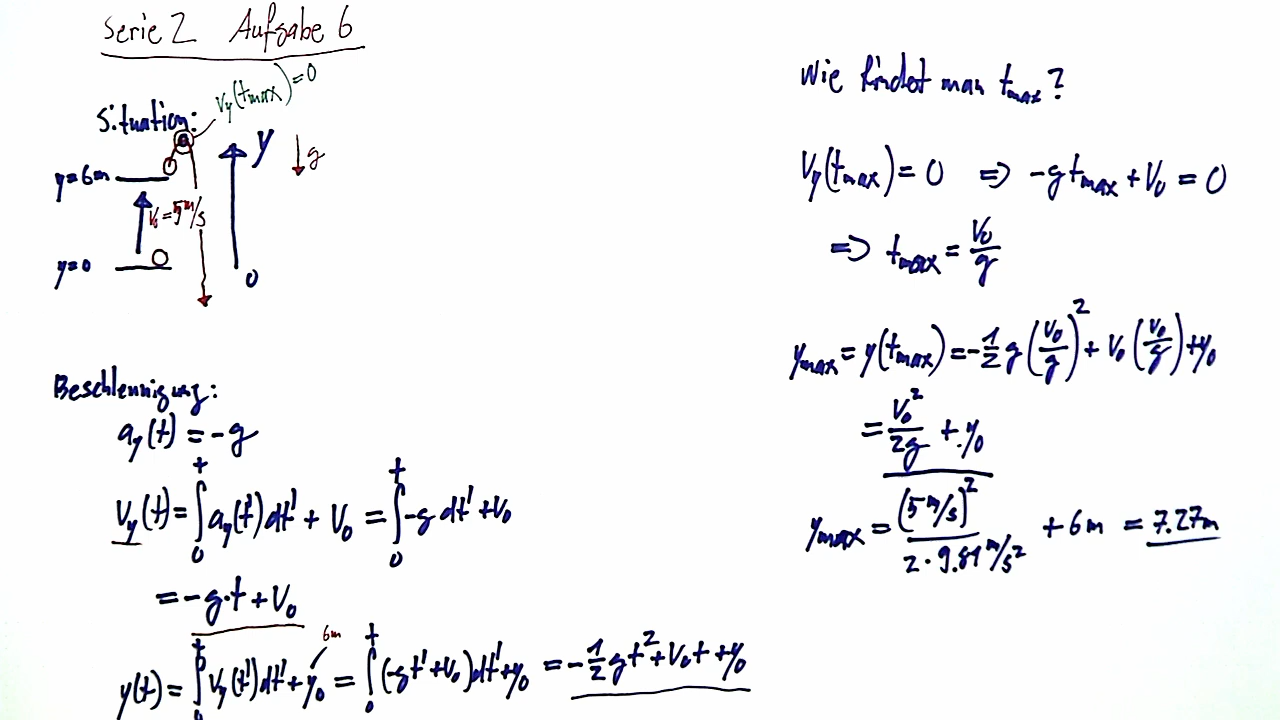 Serie 2 Aufgabe 6
Situation:
v_y(t_max) = 0
y
g
y=6m
v_0 = 5 m/s
y=0
0
Beschleunigung:
a_y(t) = -g
v_y(t) = ∫_0^t a_y(t')dt' + v_0 = ∫_0^t -g dt' + v_0
= -g·t + v_0
6m
y(t) = ∫_0^t v_y(t')dt' + y_0 = ∫_0^t (-gt' + v_0)dt' + y_0 = -1/2 gt^2 + v_0t + y_0
Wie findet man t_max?
v_y(t_max) = 0 ⇒ -g t_max + v_0 = 0
⇒ t_max = v_0/g
y_max = y(t_max) = -1/2 g (v_0/g)^2 + v_0 (v_0/g) + y_0
= v_0^2/2g + y_0
y_max = (5 m/s)^2 / 2·9.81 m/s^2 + 6m = 7.27m